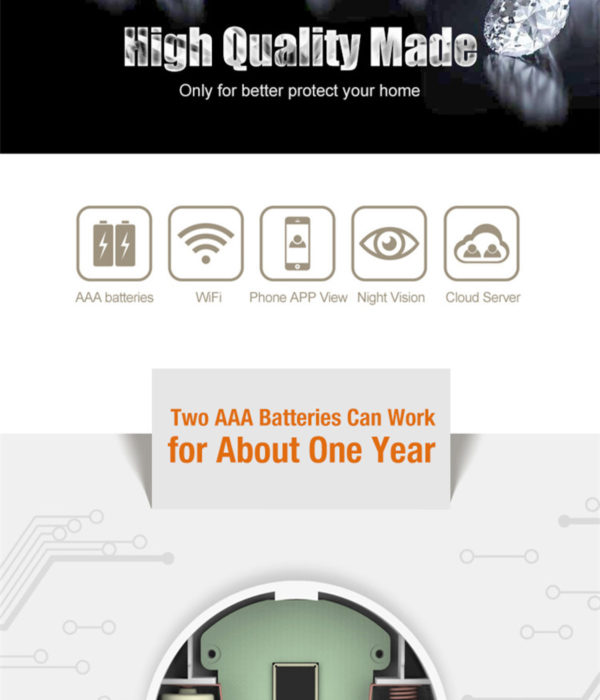 High Quality Made
Only for better protect your home
AAA batteries WiFi Phone APP View Night Vision Cloud Server
Two AAA Batteries Can Work
for About One Year